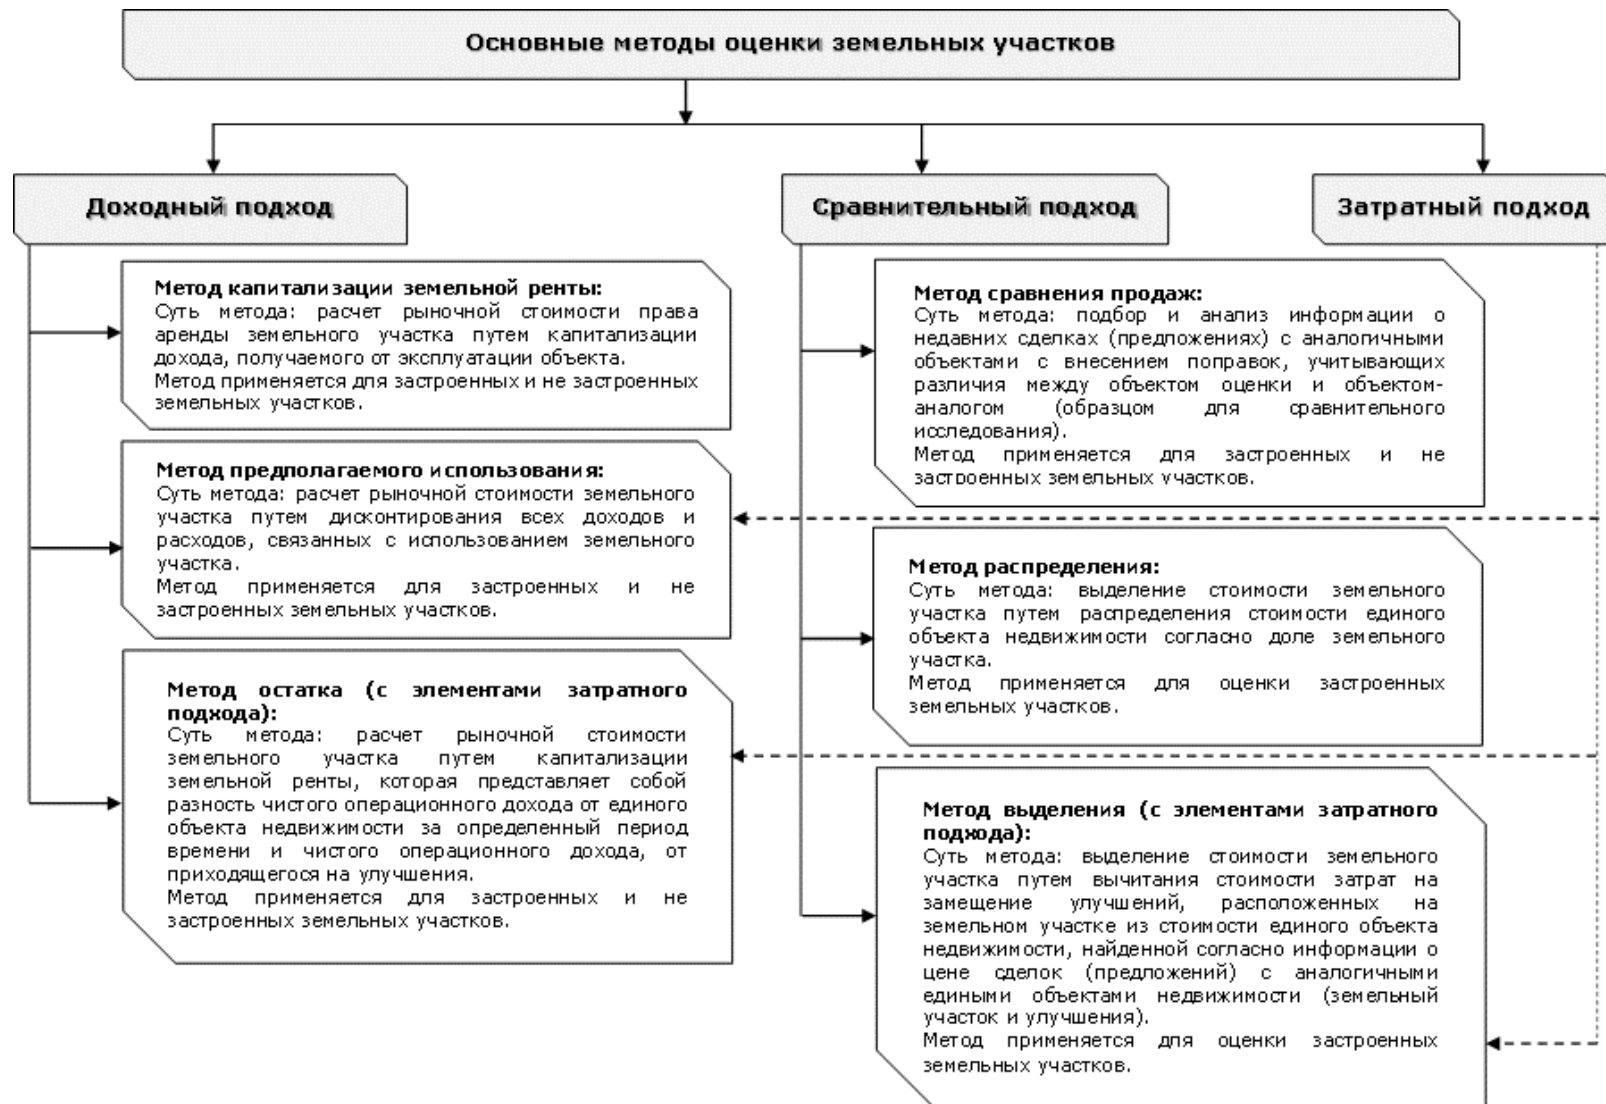 Основные методы оценки земельных участков
Доходный подход
Метод капитализации земельной ренты:
Суть метода: расчет рыночной стоимости права
аренды земельного участка путем капитализации
дохода, получаемого от эксплуатации объекта.
Метод применяется для застроенных и не застроенных
земельных участков.
Метод предполагаемого использования:
Суть метода: расчет рыночной стоимости земельного
участка путем дисконтирования всех доходов и
расходов, связанных с использованием земельного
участка.
Метод применяется для застроенных и не
застроенных земельных участков.
Метод остатка (с элементами затратного
подхода):
Суть метода: расчет рыночной стоимости
земельного участка путем капитализации
земельной ренты, которая представляет собой
разность чистого операционного дохода от единого
объекта недвижимости за определенный период
времени и чистого операционного дохода, от
приходящегося на улучшения.
Метод применяется для застроенных и не
застроенных земельных участков.
Сравнительный подход
Метод сравнения продаж:
Суть метода: подбор и анализ информации о
недавних сделках (предложениях) с аналогичными
объектами с внесением поправок, учитывающих
различия между объектом оценки и объектом-
аналогом (образцом для сравнительного
исследования).
Метод применяется для застроенных и не
застроенных земельных участков.
Метод распределения:
Суть метода: выделение стоимости земельного
участка путем распределения стоимости единого
объекта недвижимости согласно доле земельного
участка.
Метод применяется для оценки застроенных
земельных участков.
Метод выделения (с элементами затратного
подхода):
Суть метода: выделение стоимости земельного
участка путем вычитания стоимости затрат на
замещение улучшений, расположенных на
земельном участке из стоимости единого объекта
недвижимости, найденной согласно информации о
цене сделок (предложений) с аналогичными
едиными объектами недвижимости (земельный
участок и улучшения).
Метод применяется для оценки застроенных
земельных участков.
Затратный подход